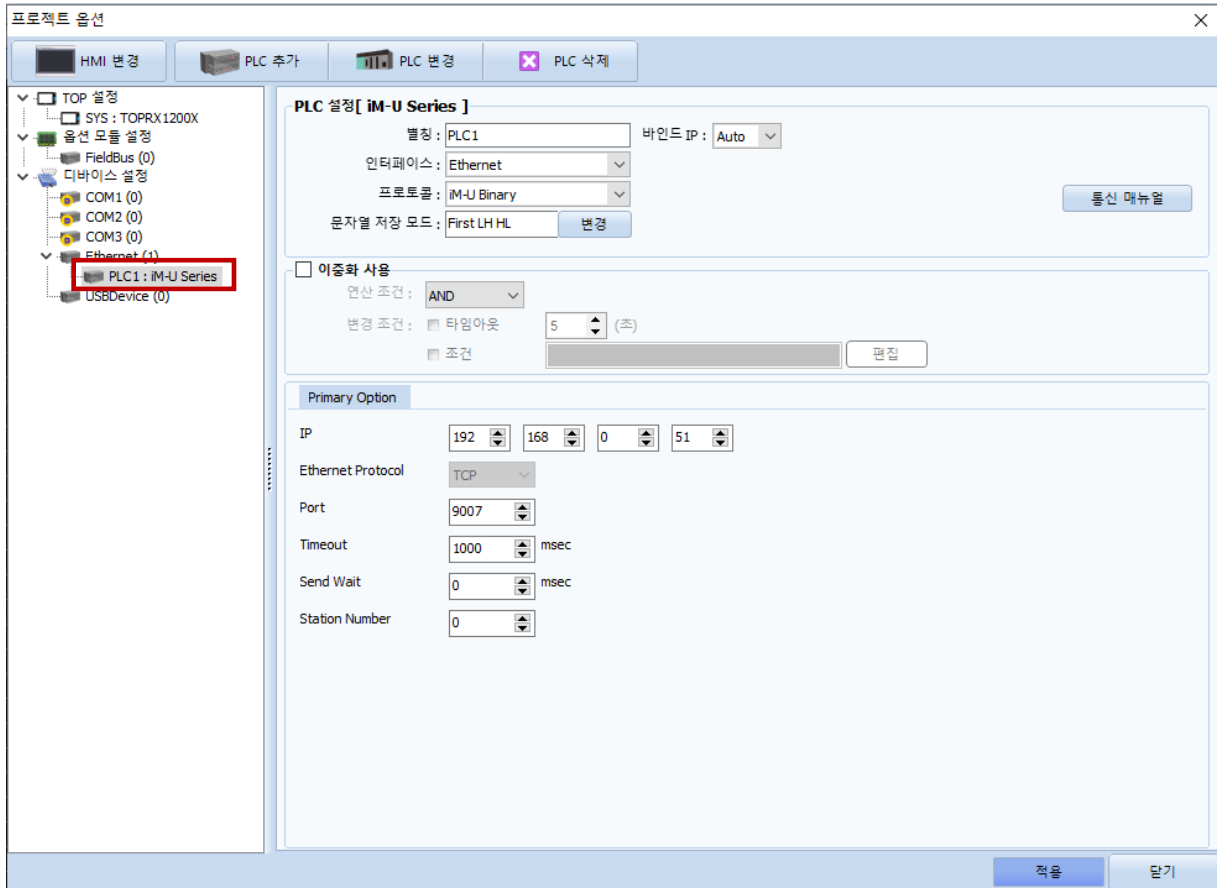 프로젝트 옵션
HMI 변경
PLC 추가
PLC 변경
PLC 삭제
TOP 설정
SYS : TOPRX1200X
옵션 모듈 설정
FieldBus (0)
디바이스 설정
COM1 (0)
COM2 (0)
COM3 (0)
Ethernet (1)
PLC1 : iM-U Series
USBDevice (0)
PLC 설정[ iM-U Series ]
별칭 : PLC1 바인드 IP : Auto
인터페이스 : Ethernet
프로토콜 : iM-U Binary
통신 매뉴얼
문자열 저장 모드 : First LH HL 변경
이중화 사용
연산 조건 : AND
변경 조건 : 타임아웃 5 (초)
조건 편집
Primary Option
IP 192 168 0 51
Ethernet Protocol TCP
Port 9007
Timeout 1000 msec
Send Wait 0 msec
Station Number 0
적용 닫기